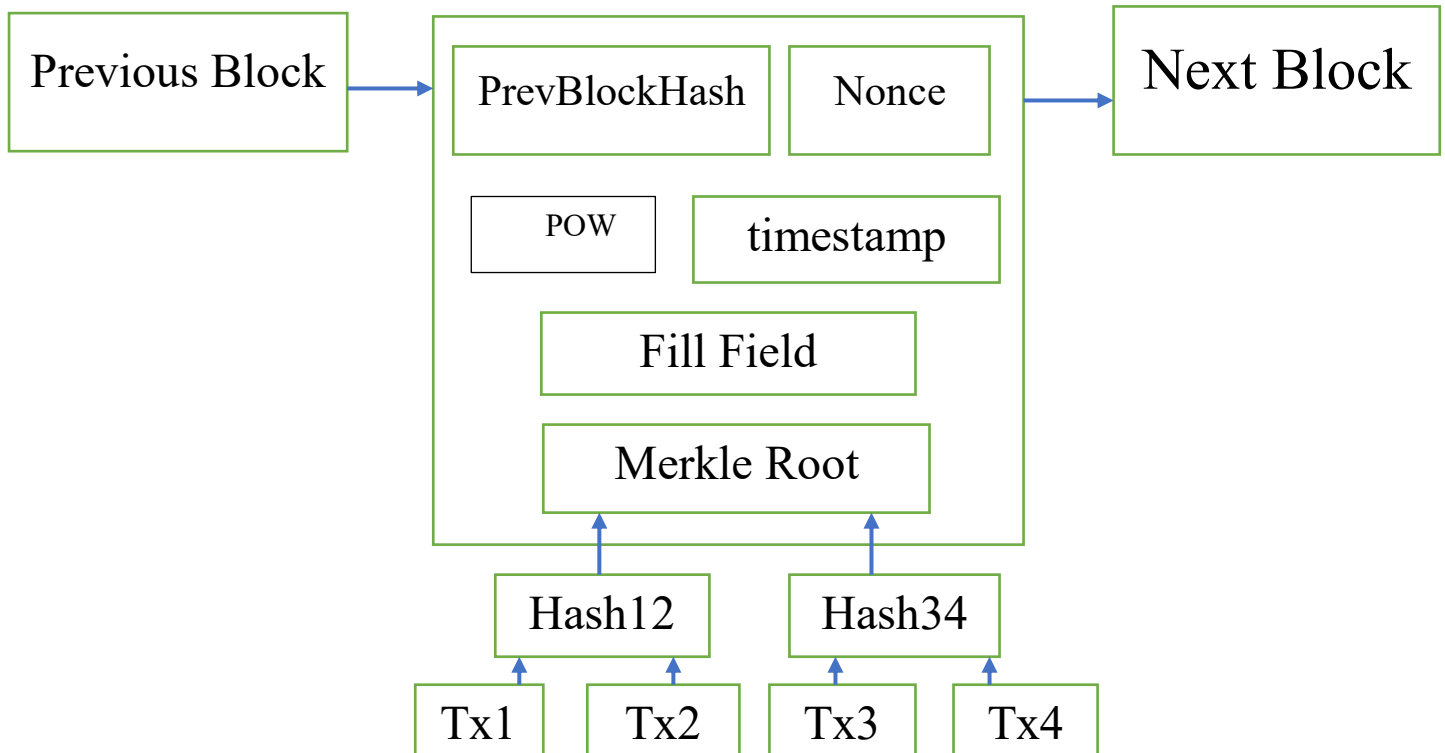 Previous Block
PrevBlockHash
Nonce
Next Block
POW
timestamp
Fill Field
Merkle Root
Hash12
Hash34
Tx1
Tx2
Tx3
Tx4